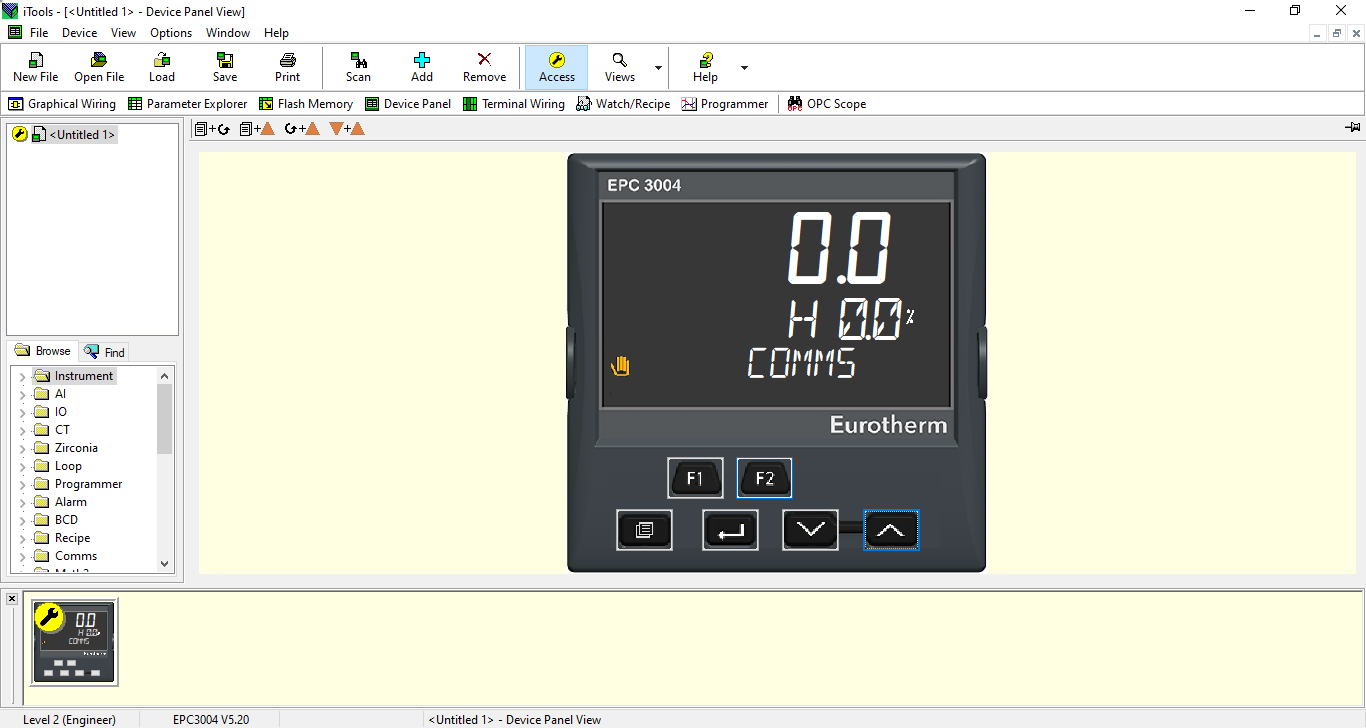 iTools - [<Untitled 1> - Device Panel View]
File Device View Options Window Help
New File Open File Load Save Print Scan Add Remove Access Views Help
Graphical Wiring Parameter Explorer Flash Memory Device Panel Terminal Wiring Watch/Recipe Programmer OPC Scope
<Untitled 1>
EPC 3004
0.0
H 0.0%
COMMS
Eurotherm
F1 F2
Browse Find
Instrument
AI
IO
CT
Zirconia
Loop
Programmer
Alarm
BCD
Recipe
Comms
0.0
H 0.0%
COMMS
Eurotherm
Level 2 (Engineer) EPC3004 V5.20 <Untitled 1> - Device Panel View